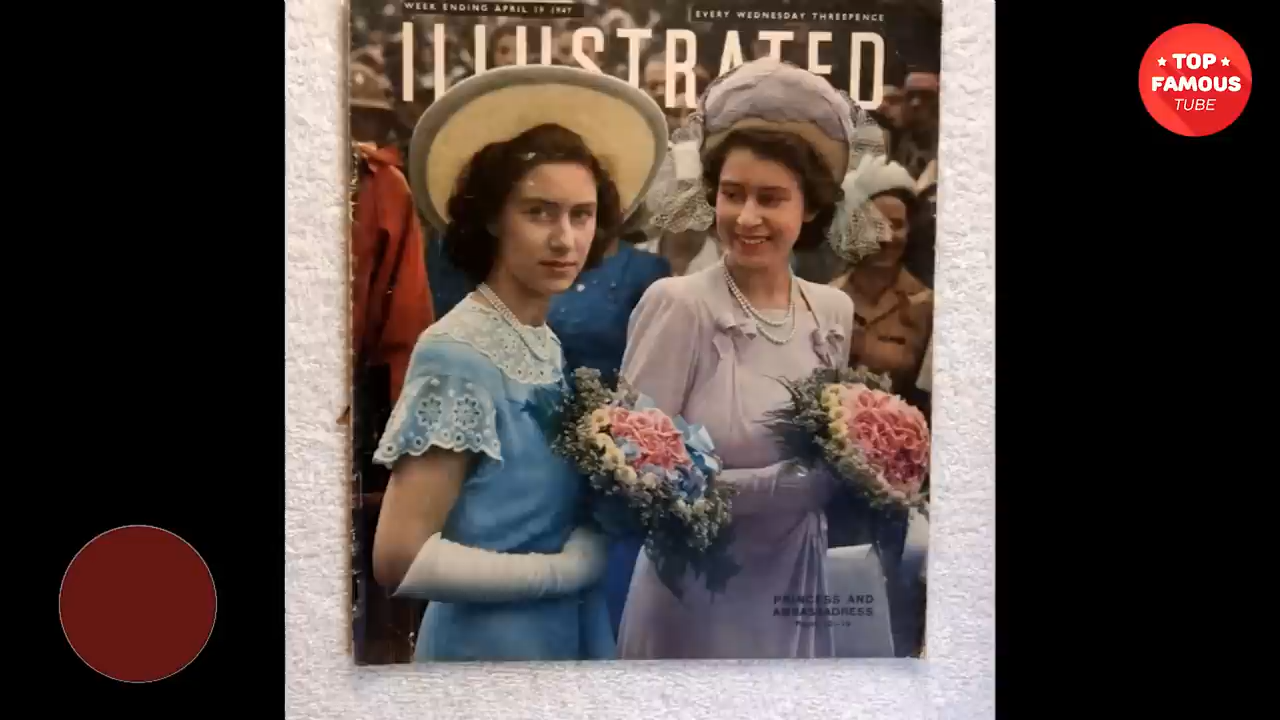 WEEK ENDING APRIL 19 1947
EVERY WEDNESDAY THREEPENCE
ILLUSTRATED
TOP
FAMOUS
TUBE
PRINCESS AND
AMBASSADRESS